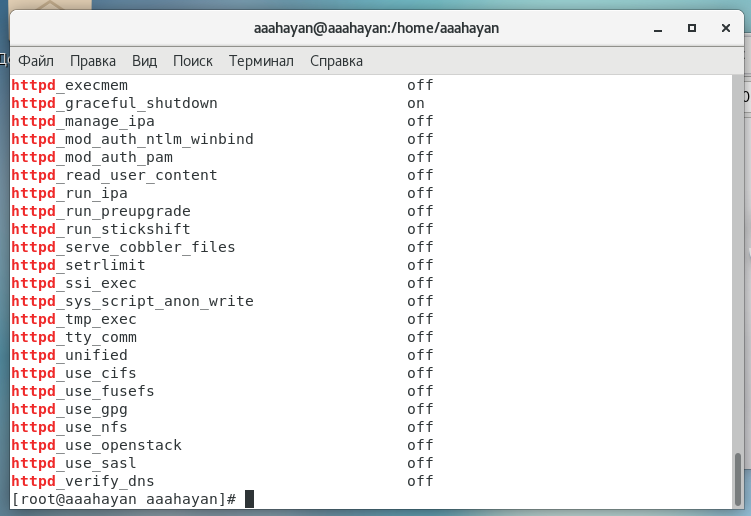 До
aaahayan@aaahayan:/home/aaahayan
Файл Правка Вид Поиск Терминал Справка
httpd_execmem off
httpd_graceful_shutdown on
httpd_manage_ipa off
httpd_mod_auth_ntlm_winbind off
httpd_mod_auth_pam off
httpd_read_user_content off
httpd_run_ipa off
httpd_run_preupgrade off
httpd_run_stickshift off
httpd_serve_cobbler_files off
httpd_setrlimit off
httpd_ssi_exec off
httpd_sys_script_anon_write off
httpd_tmp_exec off
httpd_tty_comm off
httpd_unified off
httpd_use_cifs off
httpd_use_fusefs off
httpd_use_gpg off
httpd_use_nfs off
httpd_use_openstack off
httpd_use_sasl off
httpd_verify_dns off
[root@aaahayan aaahayan]#